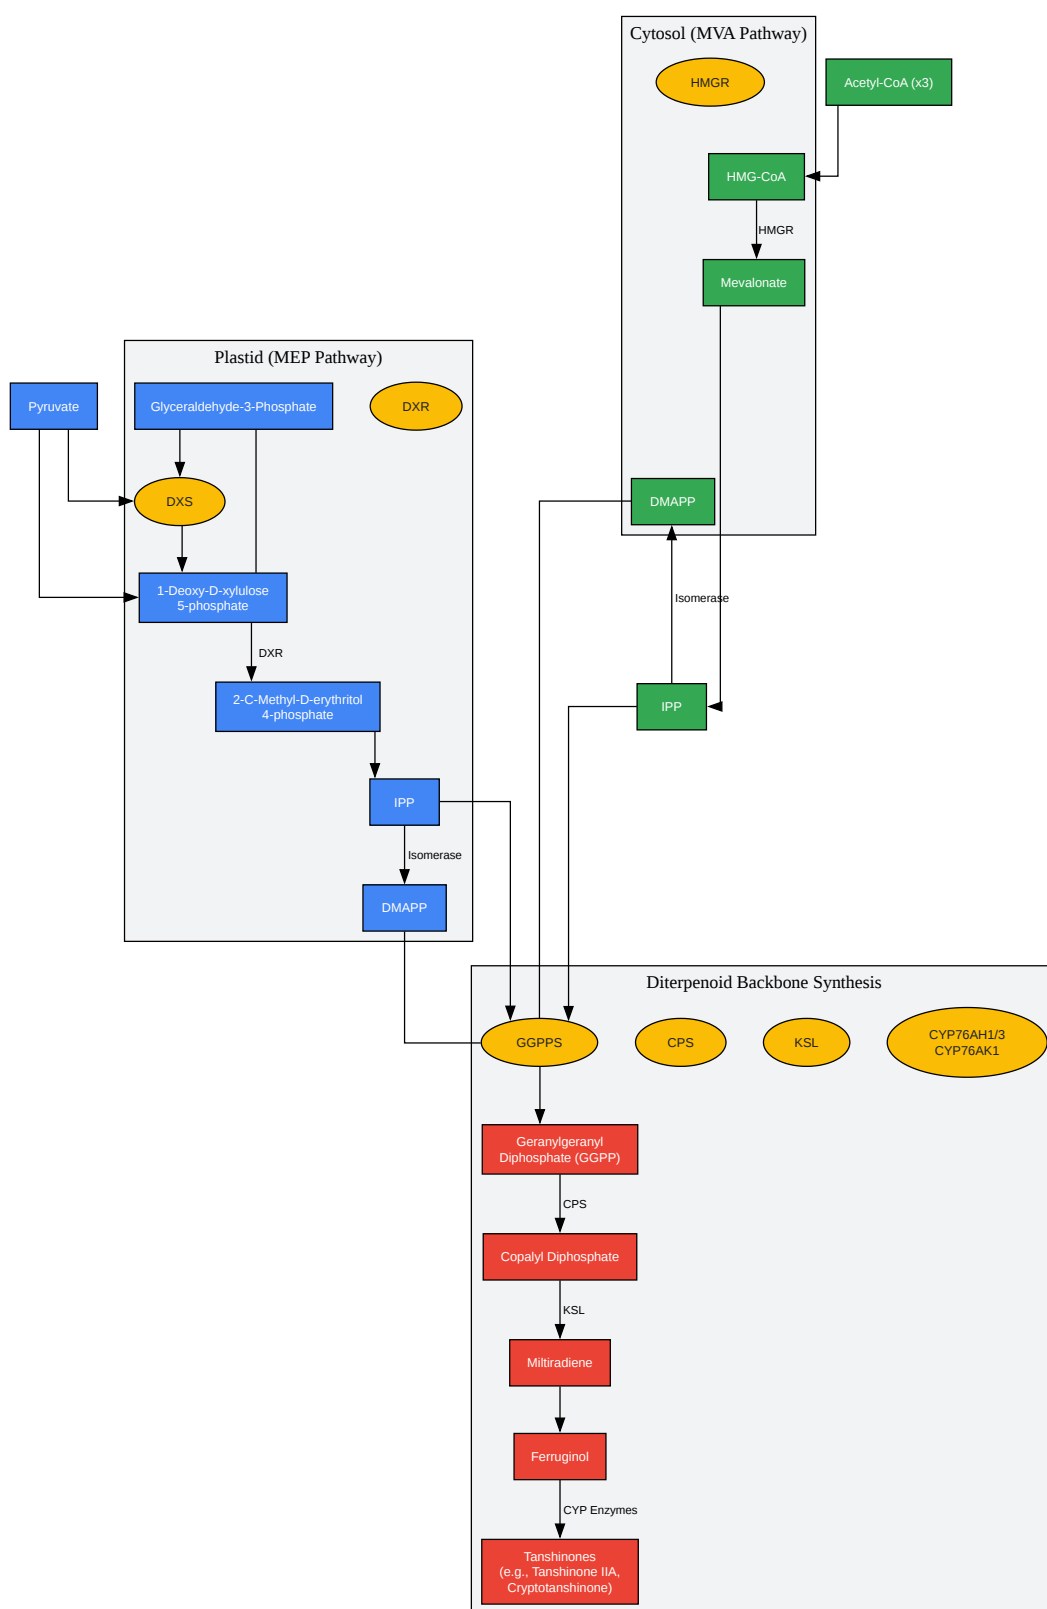 Cytosol (MVA Pathway)
HMGR
Acetyl-CoA (x3)
HMG-CoA
HMGR
Mevalonate
Plastid (MEP Pathway)
Pyruvate
Glyceraldehyde-3-Phosphate
DXR
DXS
DMAPP
1-Deoxy-D-xylulose
5-phosphate
Isomerase
DXR
2-C-Methyl-D-erythritol
4-phosphate
IPP
IPP
Isomerase
DMAPP
Diterpenoid Backbone Synthesis
GGPPS
CPS
KSL
CYP76AH1/3
CYP76AK1
Geranylgeranyl
Diphosphate (GGPP)
CPS
Copalyl Diphosphate
KSL
Miltiradiene
Ferruginol
CYP Enzymes
Tanshinones
(e.g., Tanshinone IIA,
Cryptotanshinone)